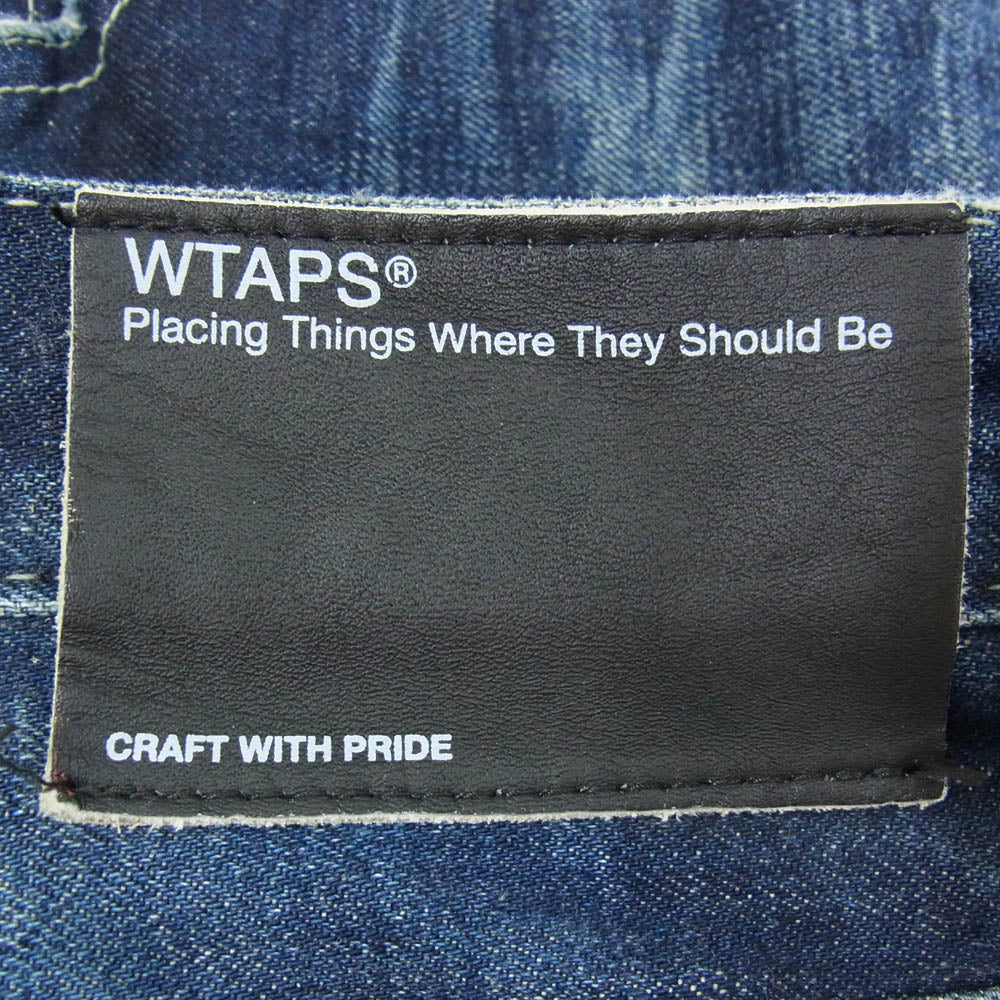 WTAPS®
Placing Things Where They Should Be
CRAFT WITH PRIDE